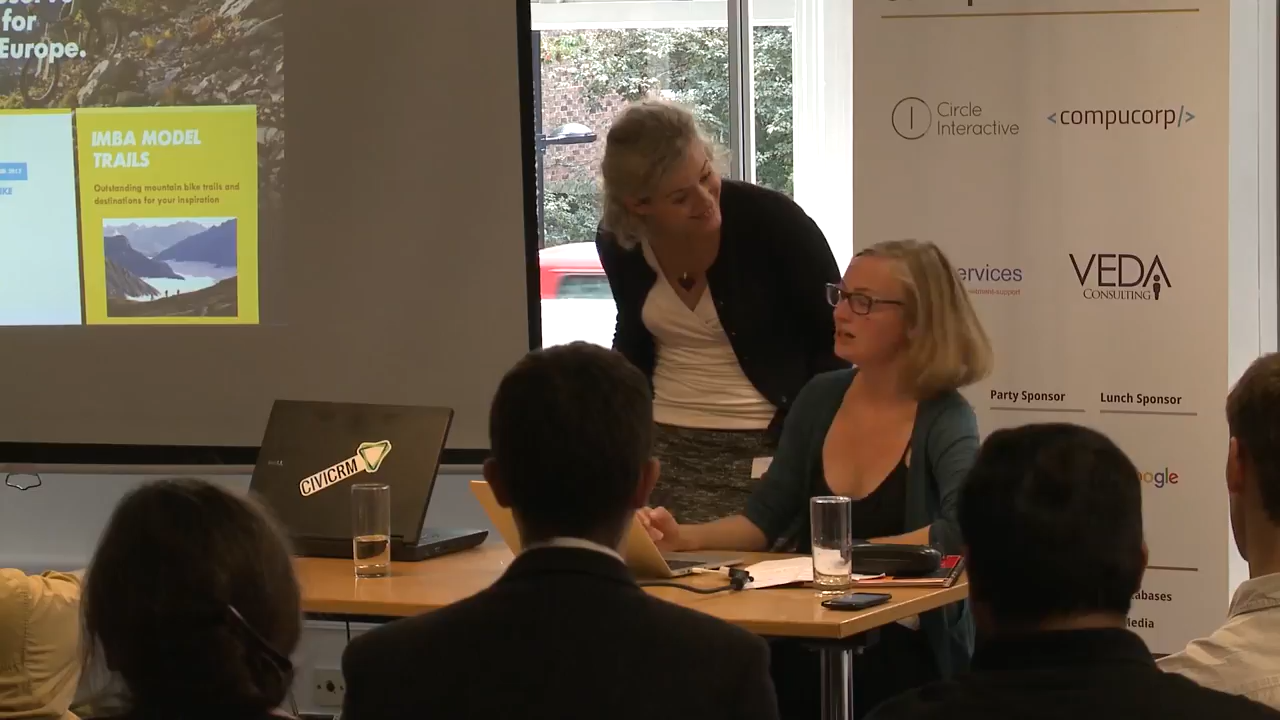 for
Europe.
IMBA MODEL
TRAILS
Outstanding mountain bike trails and
destinations for your inspiration
Circle
Interactive
<compucorp/>
ervices
VEDA
CONSULTING
Party Sponsor
Lunch Sponsor
ogle
abases
Media
CIVICRM